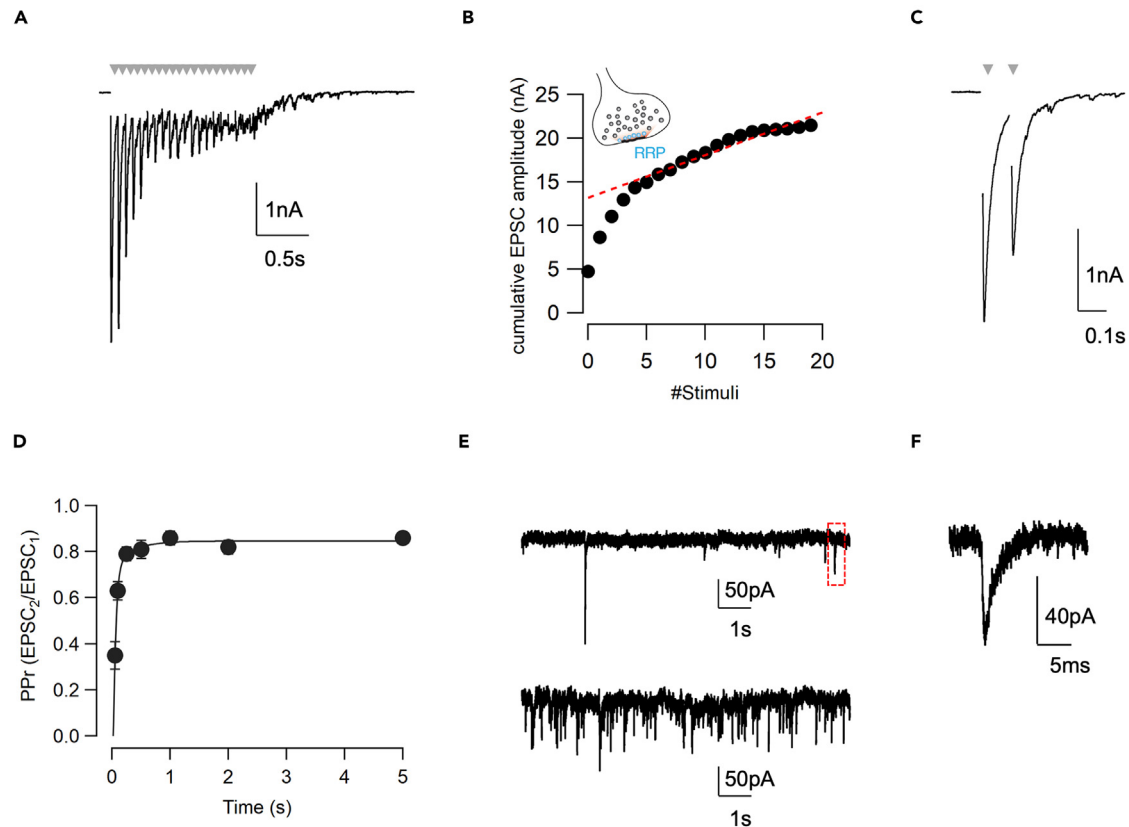 A
1nA
0.5s
B
cumulative EPSC amplitude (nA)
25
20
15
10
5
0
RRP
0 5 10 15 20
#Stimuli
C
1nA
0.1s
D
PPr (EPSC₂/EPSC₁)
1.0
0.8
0.6
0.4
0.2
0.0
0 1 2 3 4 5
Time (s)
E
50pA
1s
50pA
1s
F
40pA
5ms